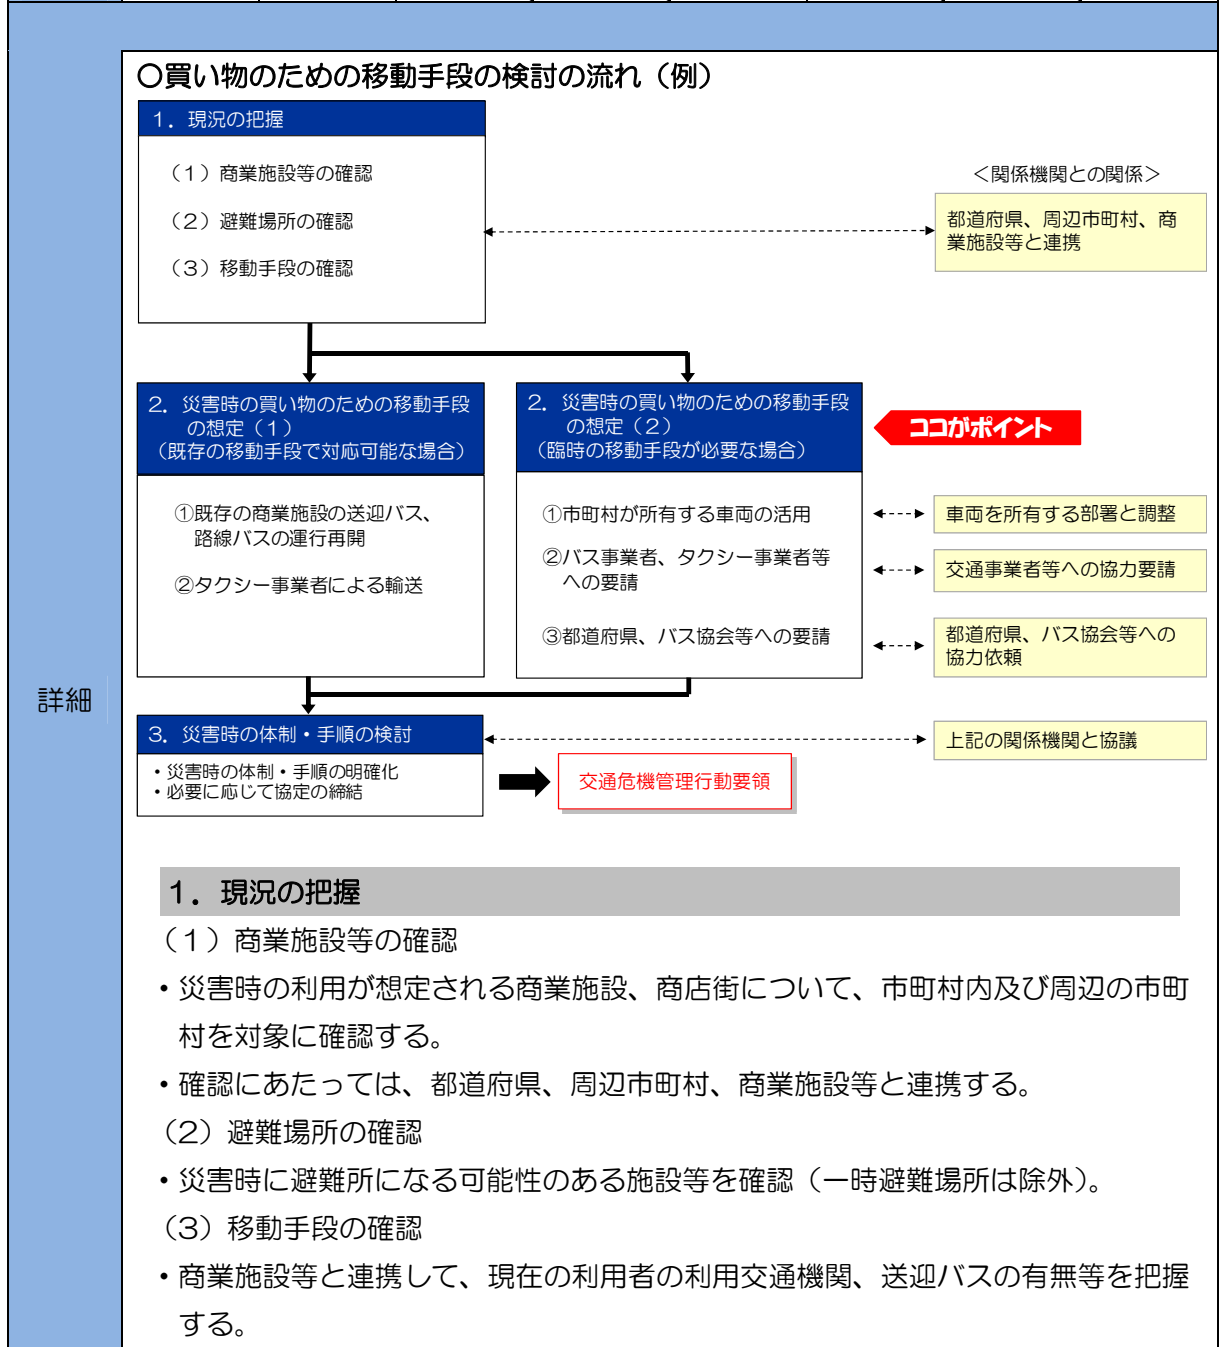 詳細
〇買い物のための移動手段の検討の流れ（例）
１．現況の把握
（１）商業施設等の確認
（２）避難場所の確認
（３）移動手段の確認
＜関係機関との関係＞
都道府県、周辺市町村、商
業施設等と連携
２．災害時の買い物のための移動手段
の想定（１）
（既存の移動手段で対応可能な場合）
①既存の商業施設の送迎バス、
路線バスの運行再開
②タクシー事業者による輸送
２．災害時の買い物のための移動手段
の想定（２）
（臨時の移動手段が必要な場合）
ココがポイント
①市町村が所有する車両の活用
②バス事業者、タクシー事業者等
への要請
③都道府県、バス協会等への要請
車両を所有する部署と調整
交通事業者等への協力要請
都道府県、バス協会等への
協力依頼
３．災害時の体制・手順の検討
・災害時の体制・手順の明確化
・必要に応じて協定の締結
交通危機管理行動要領
上記の関係機関と協議
１．現況の把握
（１）商業施設等の確認
・災害時の利用が想定される商業施設、商店街について、市町村内及び周辺の市町
村を対象に確認する。
・確認にあたっては、都道府県、周辺市町村、商業施設等と連携する。
（２）避難場所の確認
・災害時に避難所になる可能性のある施設等を確認（一時避難場所は除外）。
（３）移動手段の確認
・商業施設等と連携して、現在の利用者の利用交通機関、送迎バスの有無等を把握
する。